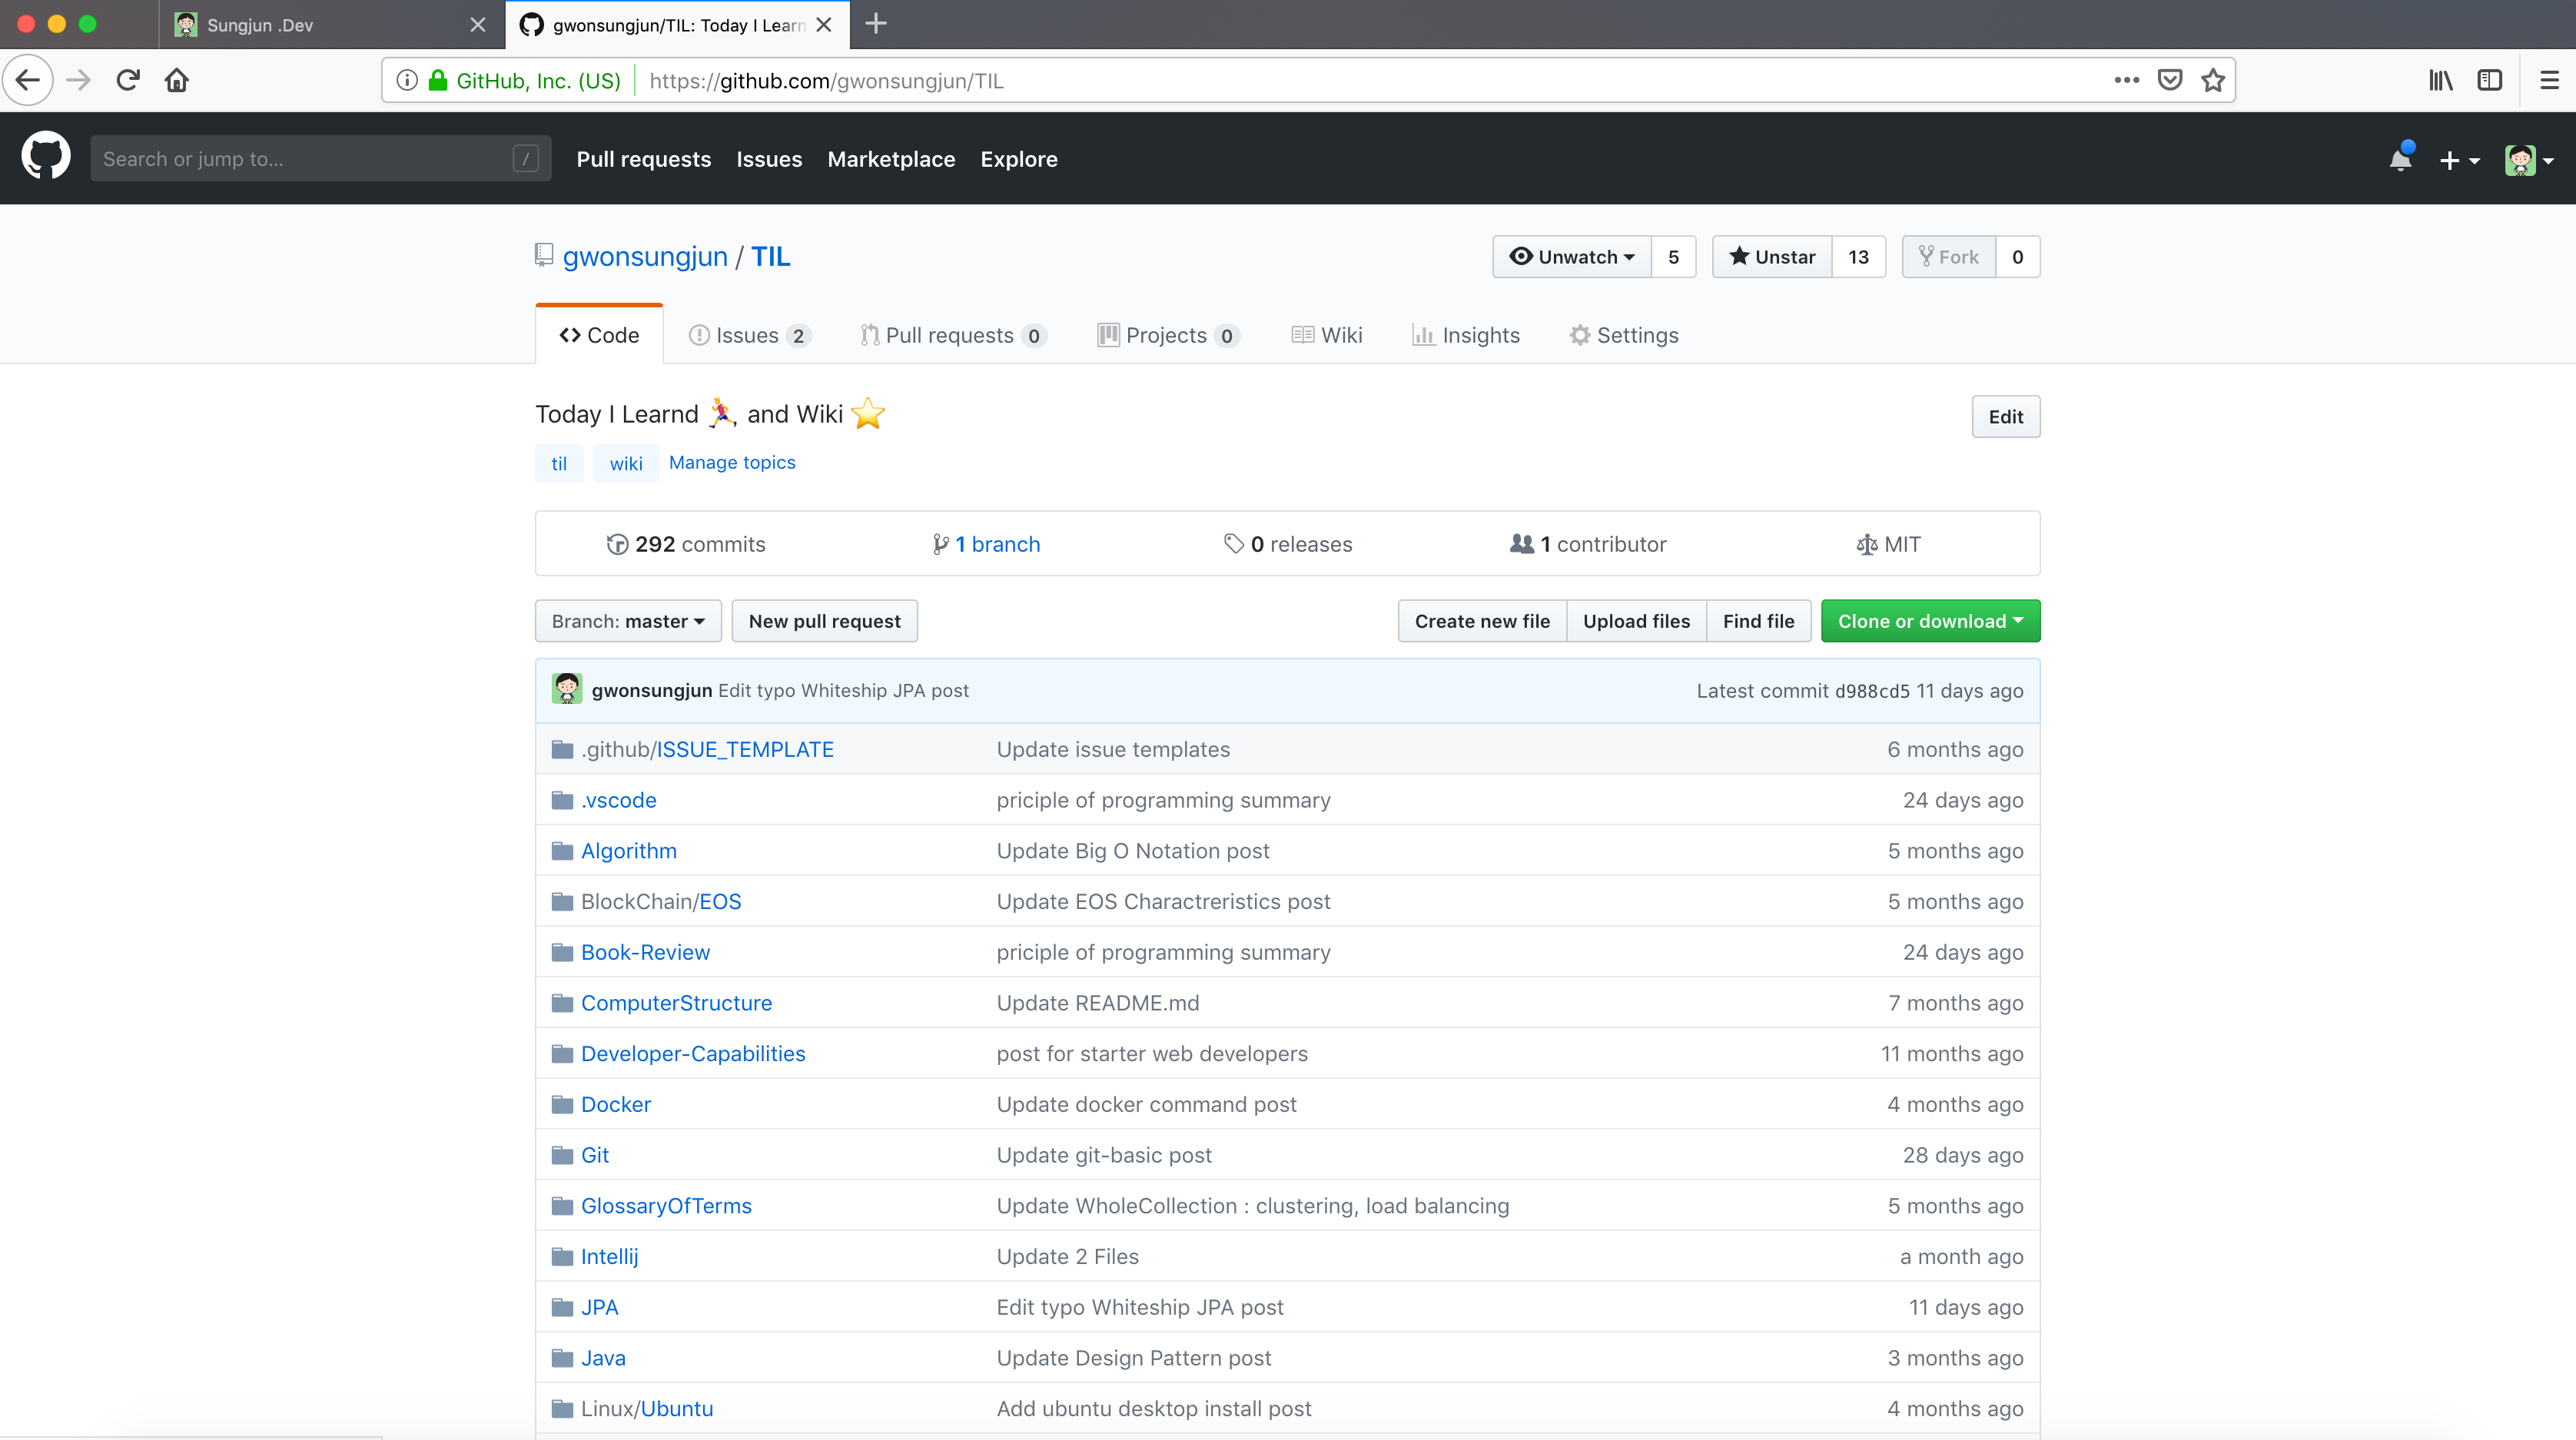 Sungjun .Dev
gwonsungjun/TIL: Today I Learn
GitHub, Inc. (US) https://github.com/gwonsungjun/TIL
Search or jump to... / Pull requests Issues Marketplace Explore
gwonsungjun / TIL Unwatch 5 Unstar 13 Fork 0
Code Issues 2 Pull requests 0 Projects 0 Wiki Insights Settings
Today I Learnd 🏃‍♀️, and Wiki ⭐ Edit
til wiki Manage topics
292 commits 1 branch 0 releases 1 contributor MIT
Branch: master New pull request Create new file Upload files Find file Clone or download
gwonsungjun Edit typo Whiteship JPA post Latest commit d988cd5 11 days ago
.github/ISSUE_TEMPLATE Update issue templates 6 months ago
.vscode priciple of programming summary 24 days ago
Algorithm Update Big O Notation post 5 months ago
BlockChain/EOS Update EOS Charactreristics post 5 months ago
Book-Review priciple of programming summary 24 days ago
ComputerStructure Update README.md 7 months ago
Developer-Capabilities post for starter web developers 11 months ago
Docker Update docker command post 4 months ago
Git Update git-basic post 28 days ago
GlossaryOfTerms Update WholeCollection : clustering, load balancing 5 months ago
Intellij Update 2 Files a month ago
JPA Edit typo Whiteship JPA post 11 days ago
Java Update Design Pattern post 3 months ago
Linux/Ubuntu Add ubuntu desktop install post 4 months ago